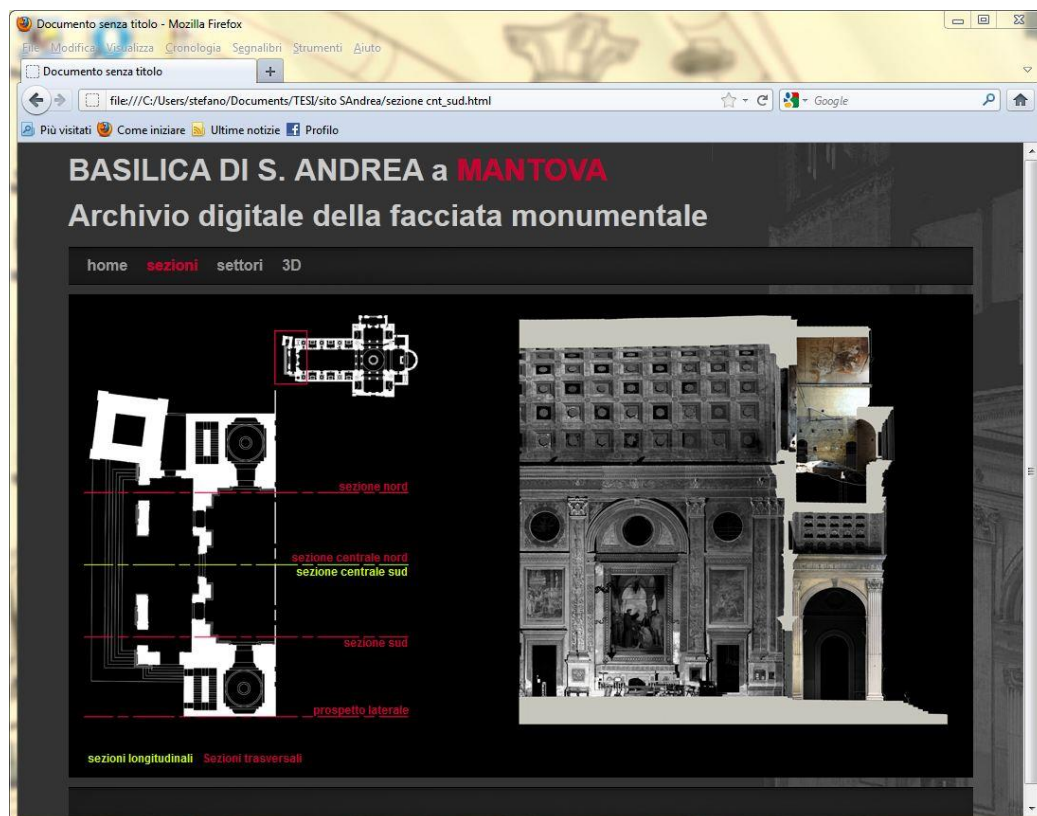 Documento senza titolo - Mozilla Firefox
File Modifica Visualizza Cronologia Segnalibri Strumenti Aiuto
Documento senza titolo +
file:///C:/Users/stefano/Documents/TESI/sito SAndrea/sezione cnt_sud.html Google
Più visitati Come iniziare Ultime notizie Profilo
BASILICA DI S. ANDREA a MANTOVA
Archivio digitale della facciata monumentale
home sezioni settori 3D
sezione nord
sezione centrale nord
sezione centrale sud
sezione sud
prospetto laterale
sezioni longitudinali Sezioni trasversali